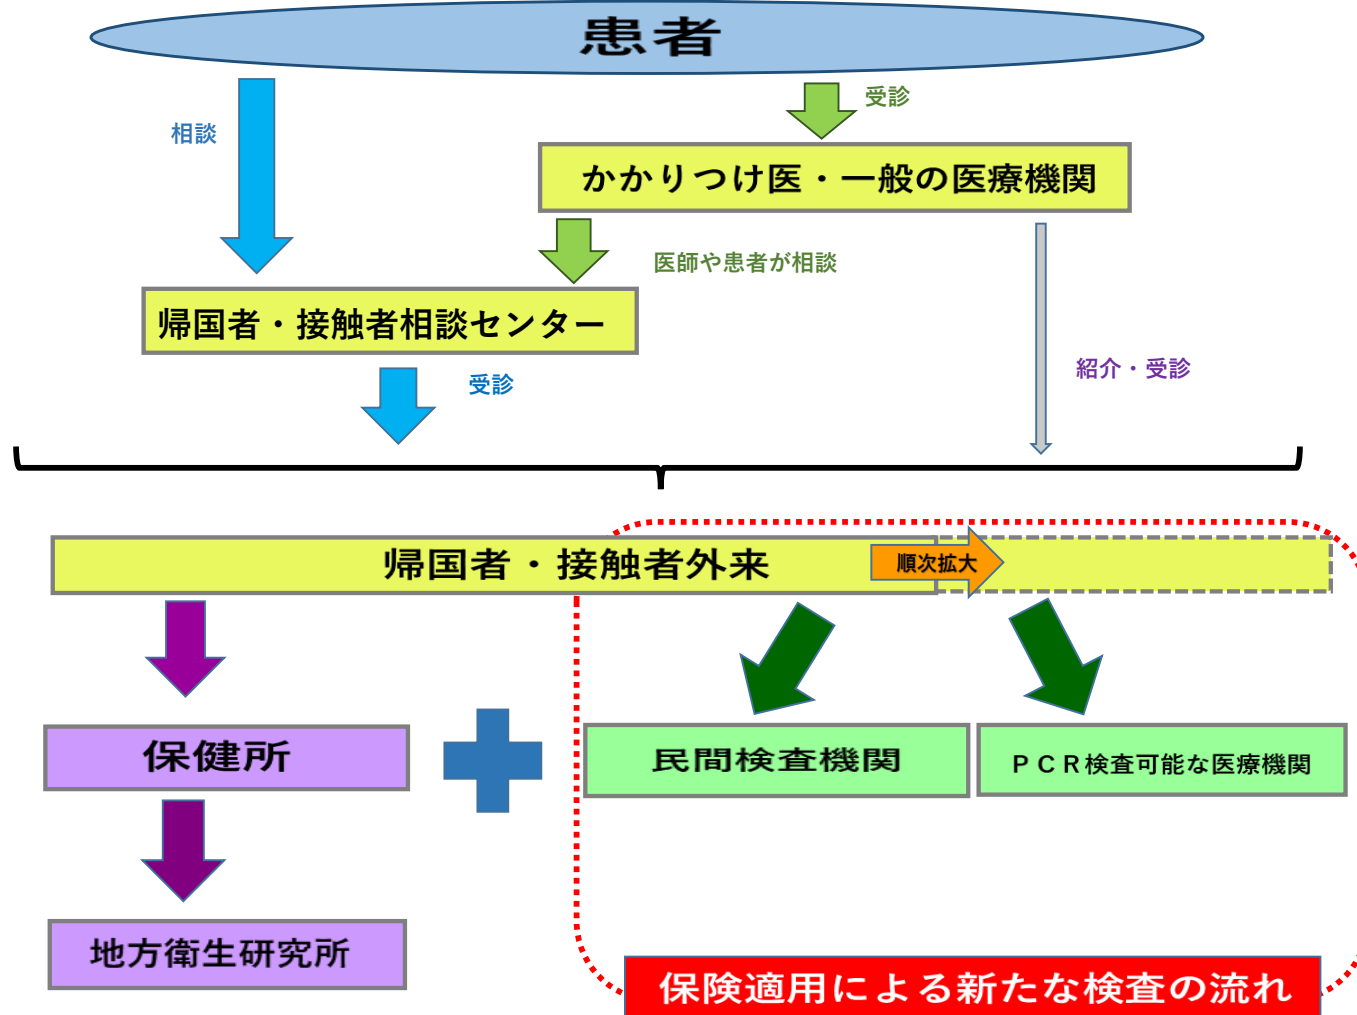 患者
相談
受診
かかりつけ医・一般の医療機関
医師や患者が相談
帰国者・接触者相談センター
受診
紹介・受診
帰国者・接触者外来
順次拡大
保健所
民間検査機関
ＰＣＲ検査可能な医療機関
地方衛生研究所
保険適用による新たな検査の流れ